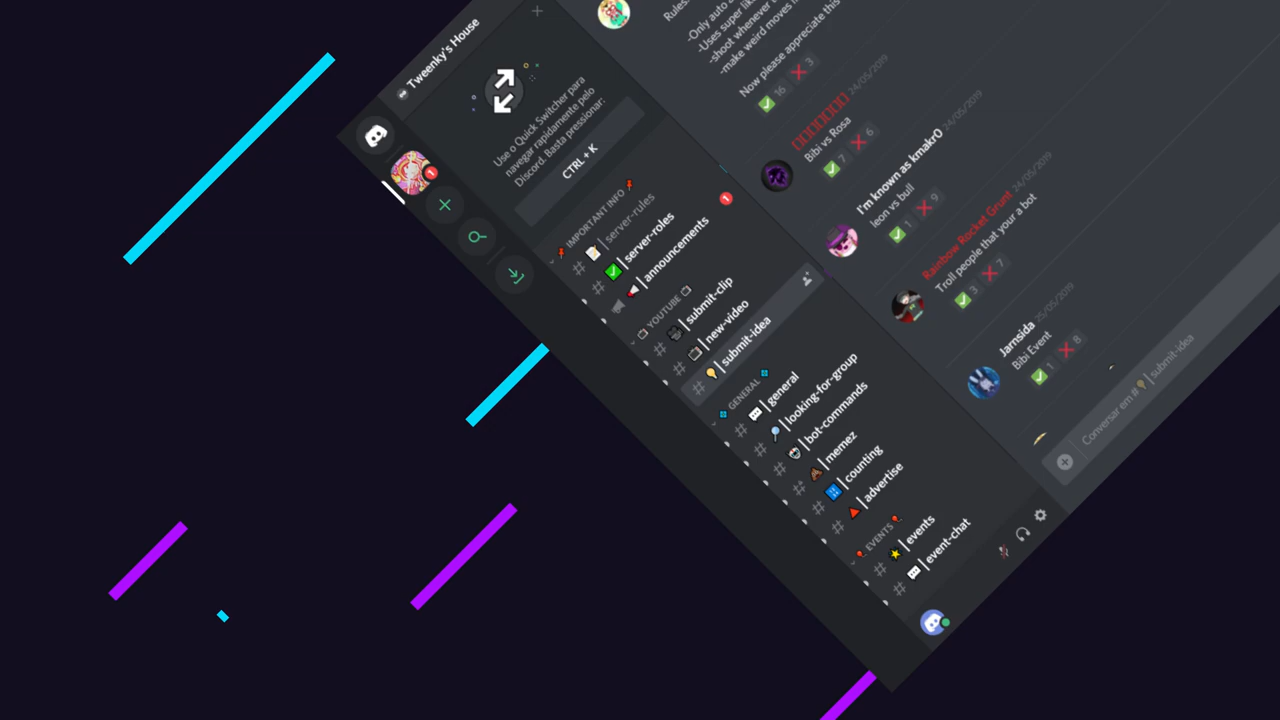 Tweenky's House
Use o Quick Switcher para
navegar rapidamente pelo
Discord. Basta pressionar:
CTRL + K
IMPORTANT INFO
server-rules
server-roles
announcements
1
1
YOUTUBE
submit-clip
new-video
submit-idea
GENERAL
general
looking-for-group
bot-commands
memez
counting
advertise
EVENTS
events
event-chat
Rules:
-Only auto a
-Uses super lik
-shoot whenever t
-make weird moves i
Now please appreciate this
16 3
24/05/2019
Bibi vs Rosa
7 6
I'm known as kmakr0 24/05/2019
leon vs bull
1 9
Rainbow Rocket Grunt 24/05/2019
Troll people that your a bot
3 7
Jarnsida 25/05/2019
Bibi Event
1 8
Conversar em # | submit-idea